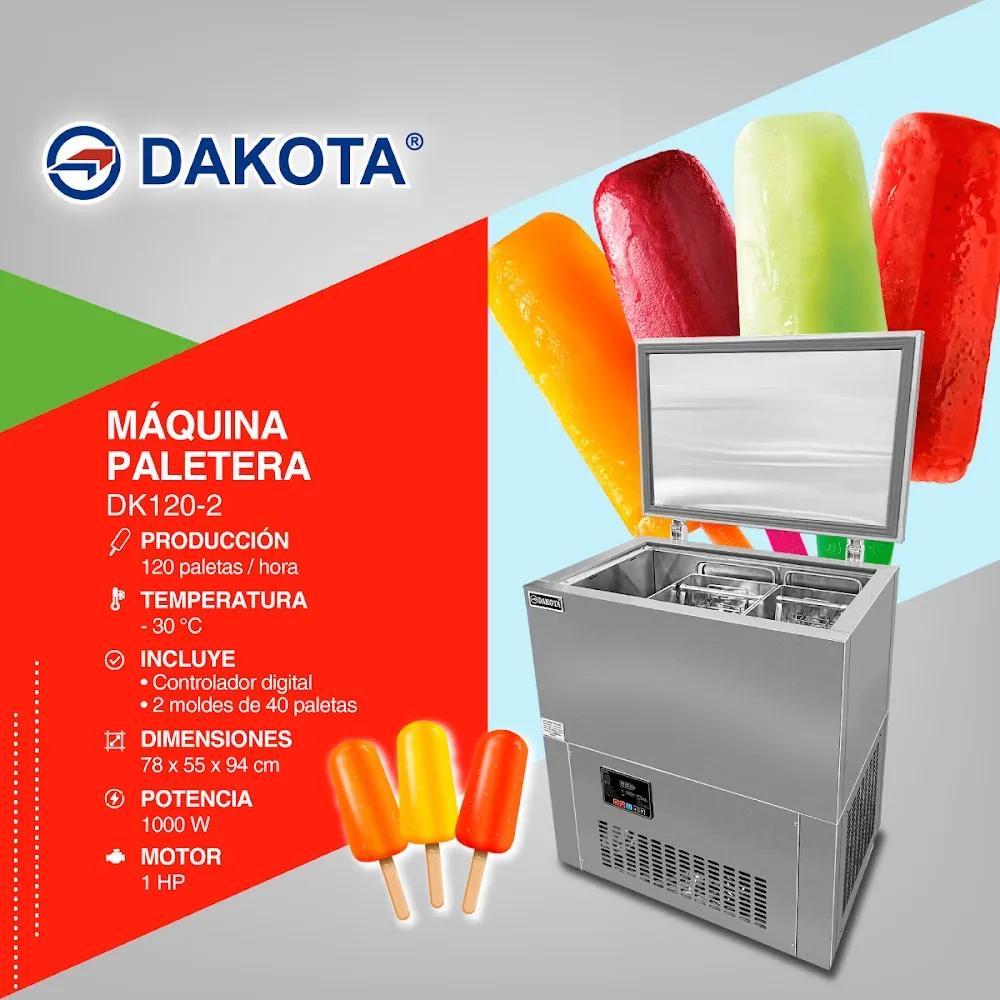 DAKOTA®
MÁQUINA
PALETERA
DK120-2
PRODUCCIÓN
120 paletas / hora
TEMPERATURA
- 30 °C
INCLUYE
• Controlador digital
• 2 moldes de 40 paletas
DIMENSIONES
78 x 55 x 94 cm
POTENCIA
1000 W
MOTOR
1 HP
DAKOTA